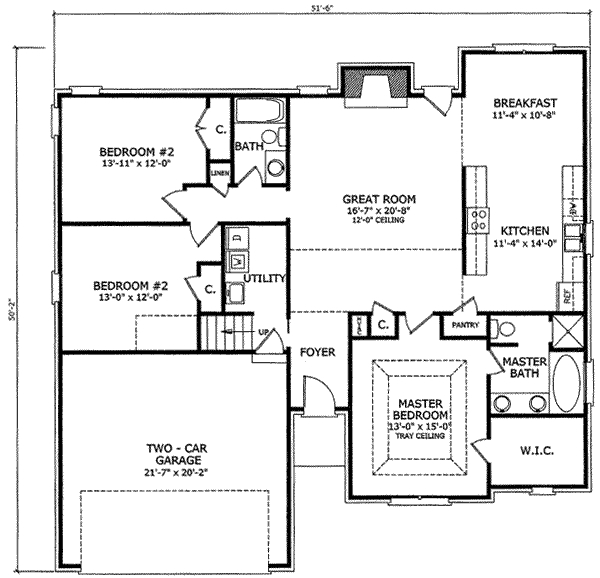 51'-6"
50'-2"
BREAKFAST
11'-4" x 10'-8"
BEDROOM #2
13'-11" x 12'-0"
C.
BATH
LINEN
GREAT ROOM
16'-7" x 20'-8"
12'-0" CEILING
KITCHEN
11'-4" x 14'-0"
REF
D
W
UTILITY
BEDROOM #2
13'-0" x 12'-0"
C.
UP
FOYER
C.
PANTRY
MASTER
BATH
MASTER
BEDROOM
13'-0" x 15'-0"
TRAY CEILING
W.I.C.
TWO - CAR
GARAGE
21'-7" x 20'-2"